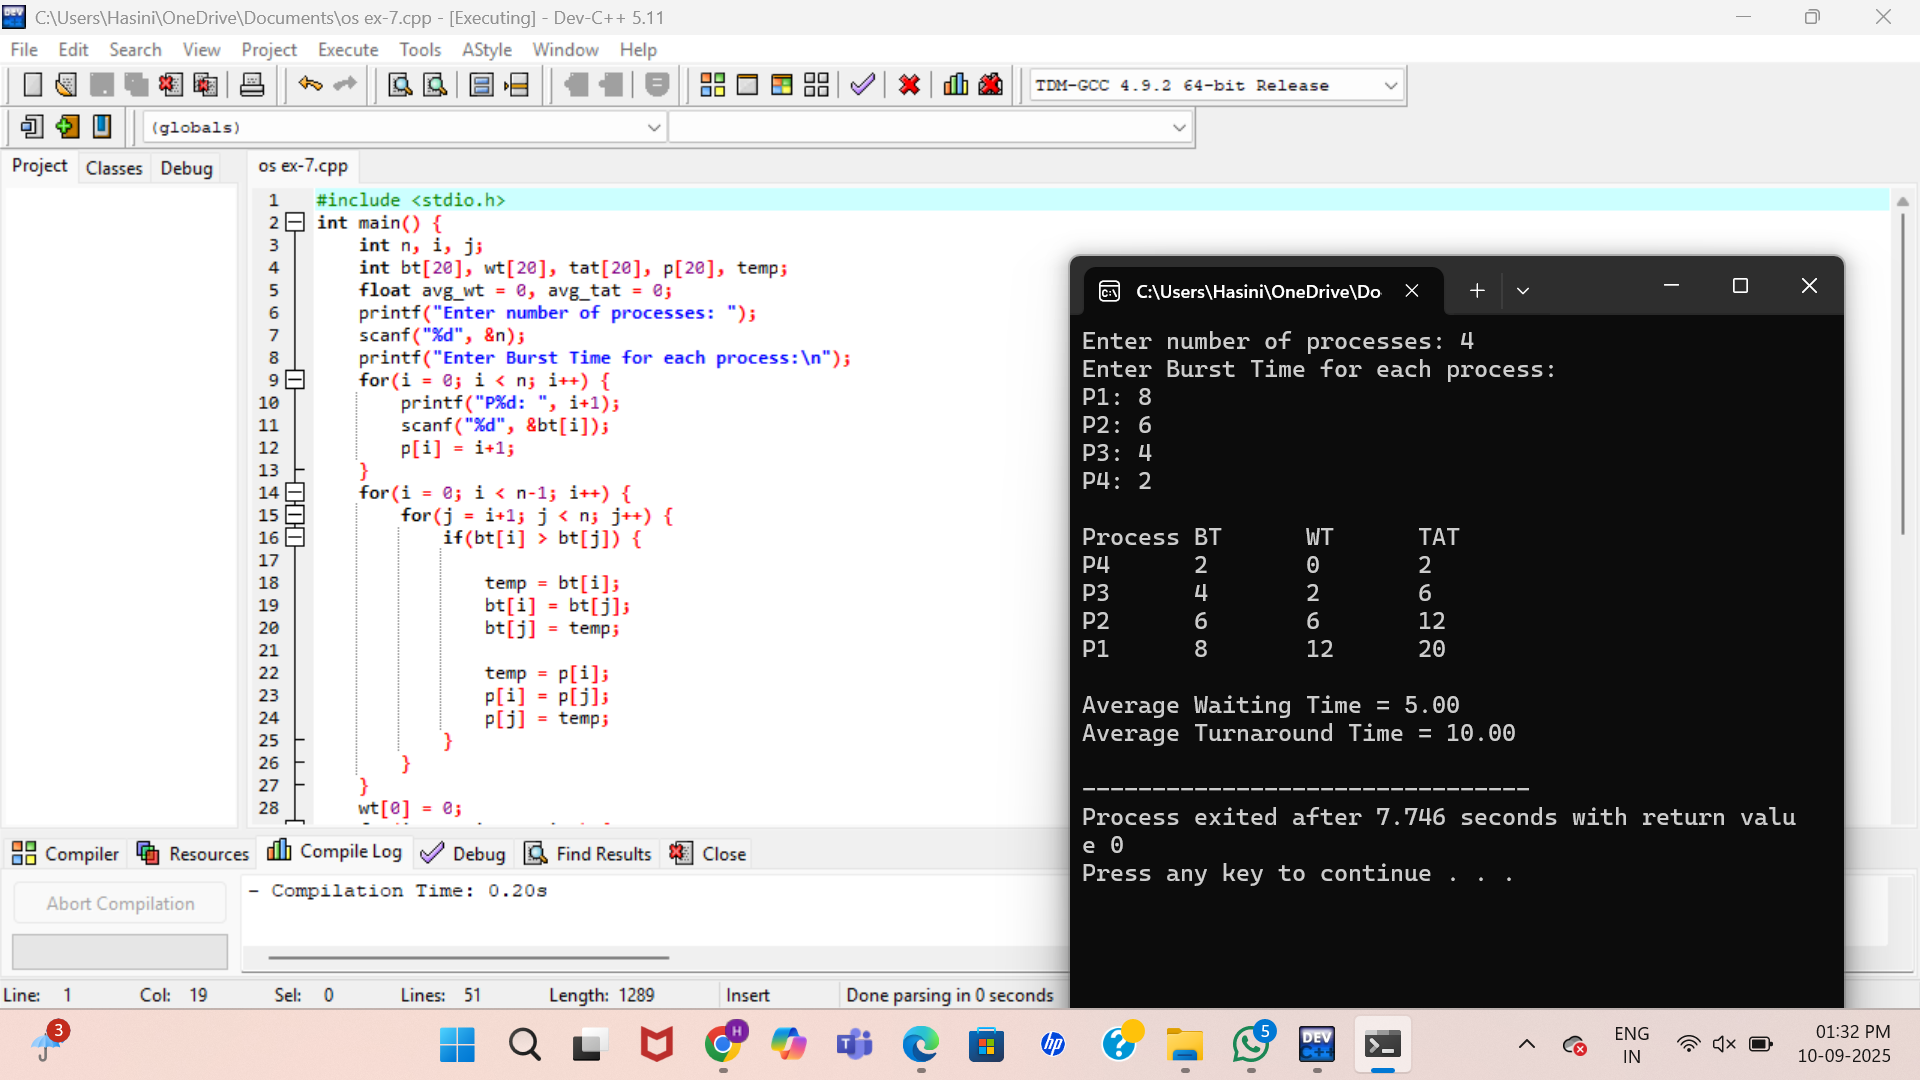 C:\Users\Hasini\OneDrive\Documents\os ex-7.cpp - [Executing] - Dev-C++ 5.11
File Edit Search View Project Execute Tools AStyle Window Help
TDM-GCC 4.9.2 64-bit Release
(globals)
Project Classes Debug
os ex-7.cpp
1 #include <stdio.h>
2 int main() {
3 int n, i, j;
4 int bt[20], wt[20], tat[20], p[20], temp;
5 float avg_wt = 0, avg_tat = 0;
6 printf("Enter number of processes: ");
7 scanf("%d", &n);
8 printf("Enter Burst Time for each process:\n");
9 for(i = 0; i < n; i++) {
10 printf("P%d: ", i+1);
11 scanf("%d", &bt[i]);
12 p[i] = i+1;
13 }
14 for(i = 0; i < n-1; i++) {
15 for(j = i+1; j < n; j++) {
16 if(bt[i] > bt[j]) {
17
18 temp = bt[i];
19 bt[i] = bt[j];
20 bt[j] = temp;
21
22 temp = p[i];
23 p[i] = p[j];
24 p[j] = temp;
25 }
26 }
27 }
28 wt[0] = 0;
C:\Users\Hasini\OneDrive\Do
Enter number of processes: 4
Enter Burst Time for each process:
P1: 8
P2: 6
P3: 4
P4: 2
Process BT WT TAT
P4 2 0 2
P3 4 2 6
P2 6 6 12
P1 8 12 20
Average Waiting Time = 5.00
Average Turnaround Time = 10.00
--------------------------------
Process exited after 7.746 seconds with return valu
e 0
Press any key to continue . . .
Compiler Resources Compile Log Debug Find Results Close
Abort Compilation
- Compilation Time: 0.20s
Line: 1 Col: 19 Sel: 0 Lines: 51 Length: 1289 Insert Done parsing in 0 seconds
3
H
T
hp
?
5
DEV
C++
ENG
IN
01:32 PM
10-09-2025